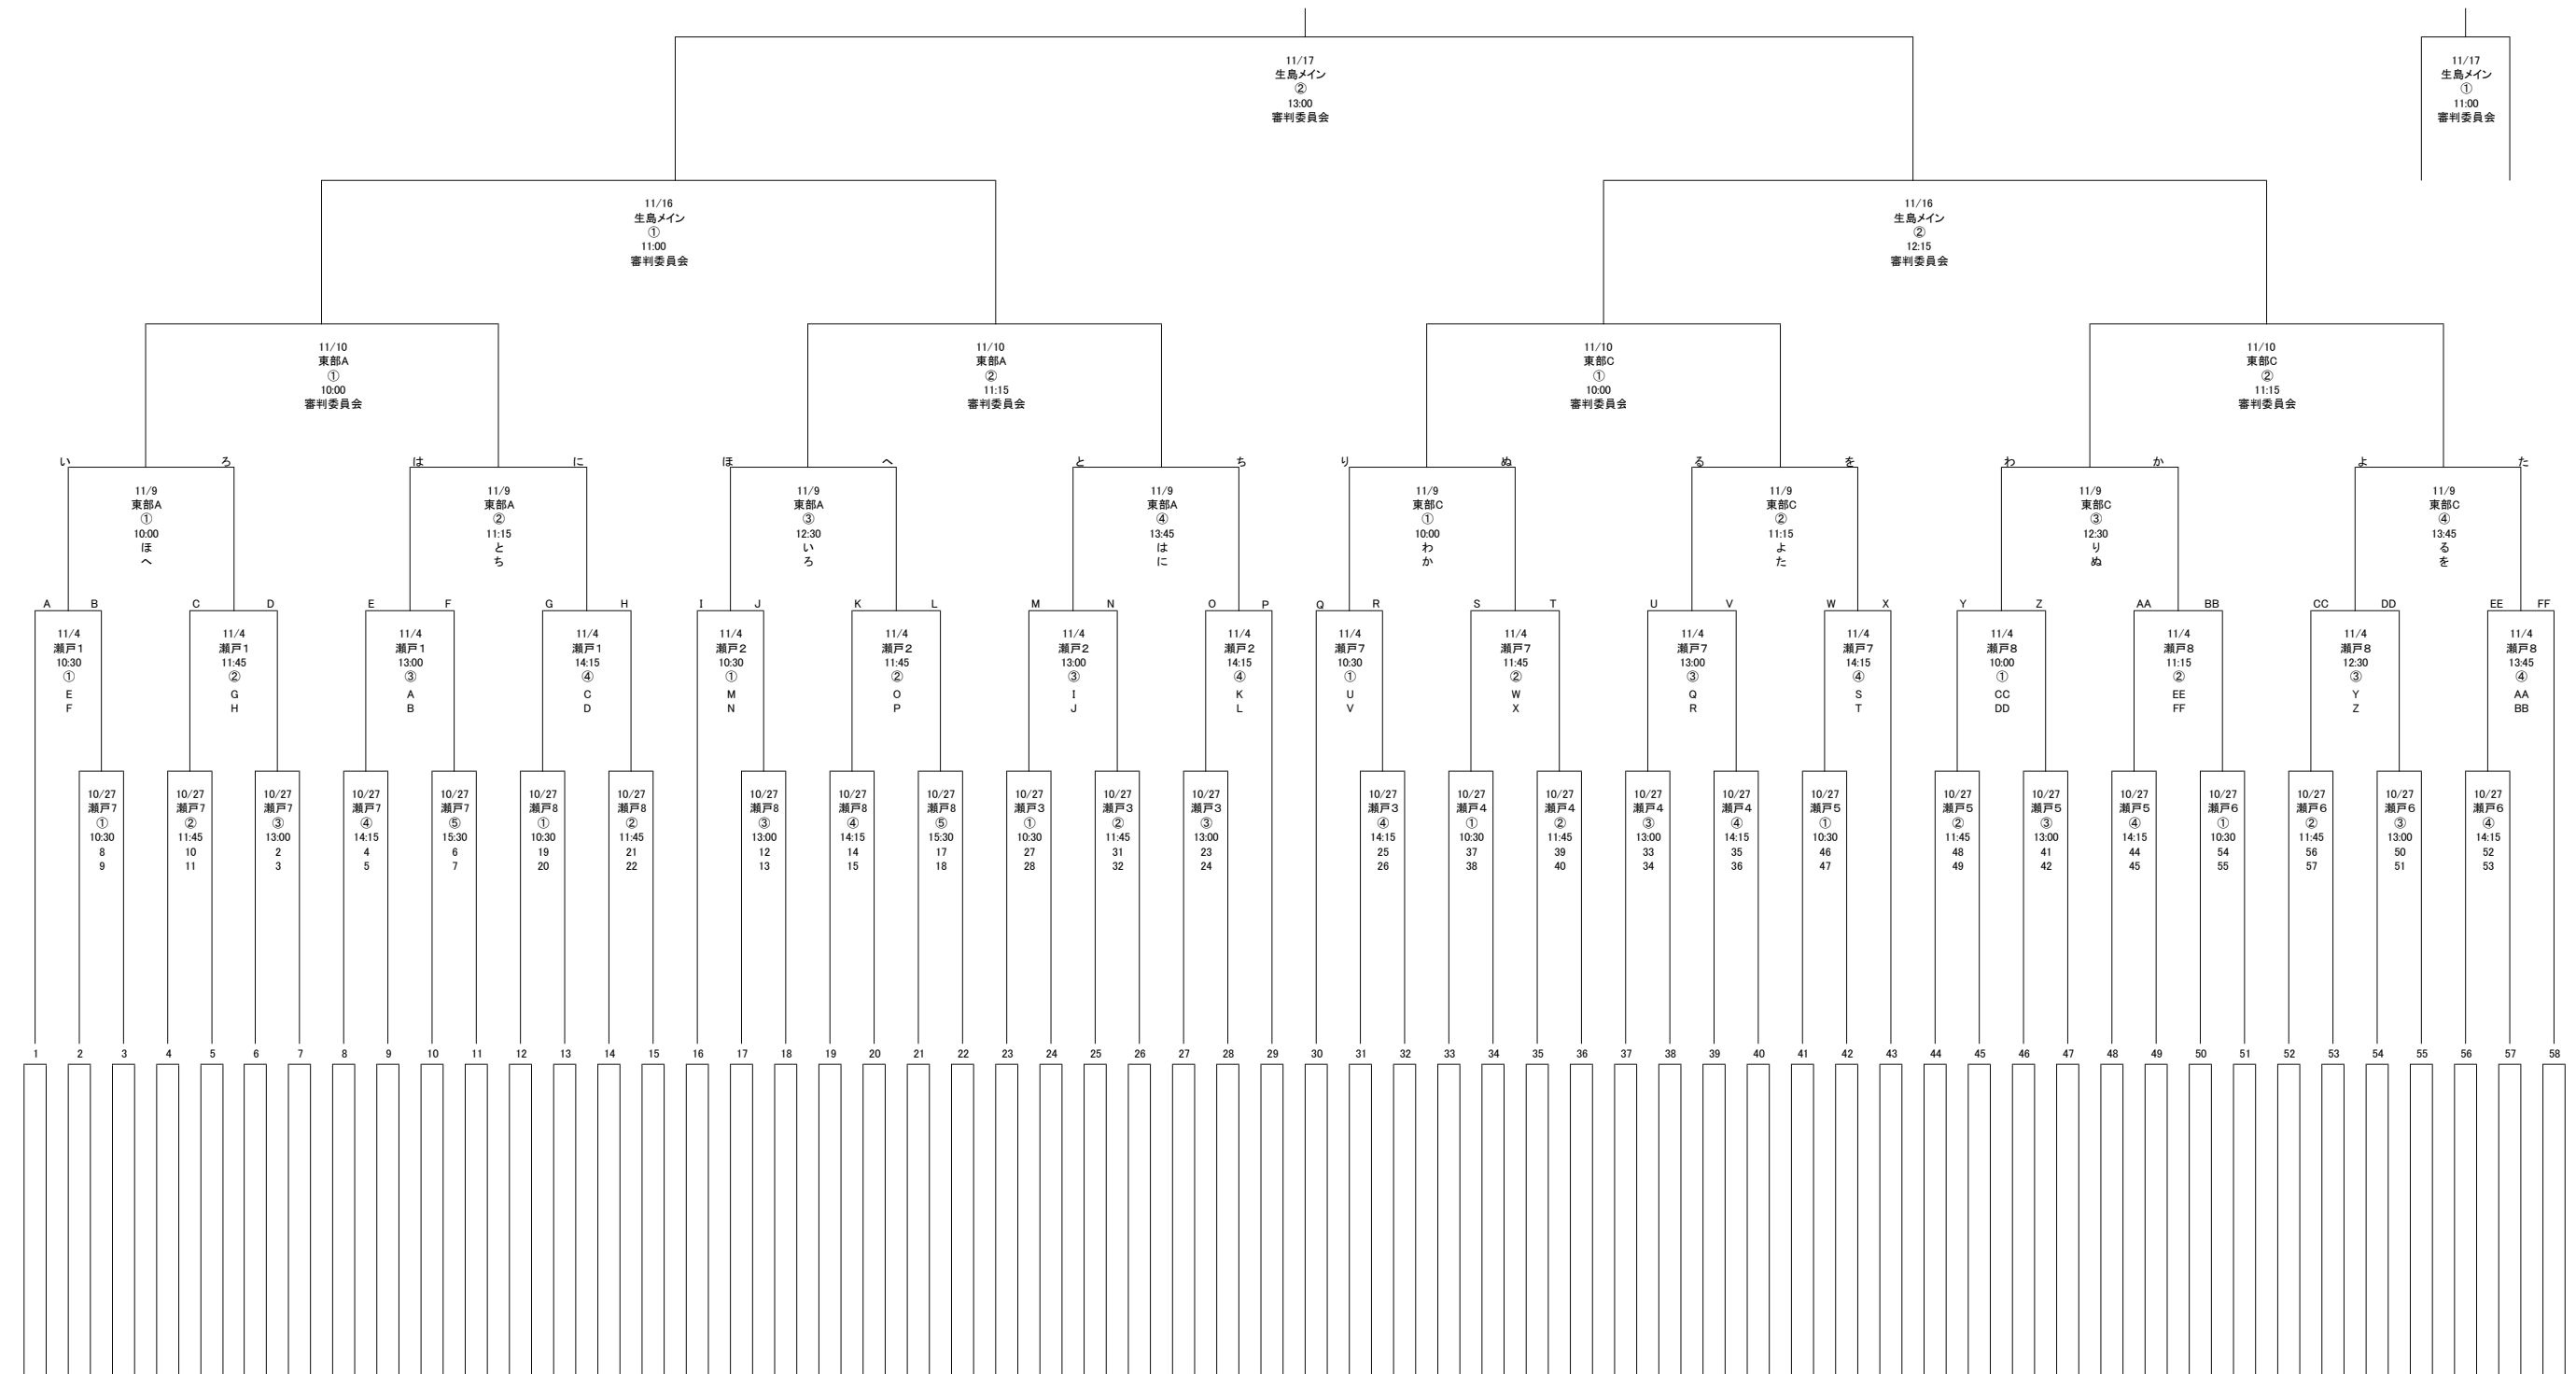 11/17
生島メイン
②
13:00
審判委員会
11/17
生島メイン
①
11:00
審判委員会
11/16
生島メイン
①
11:00
審判委員会
11/16
生島メイン
②
12:15
審判委員会
11/10
東部A
①
10:00
審判委員会
11/10
東部A
②
11:15
審判委員会
11/10
東部C
①
10:00
審判委員会
11/10
東部C
②
11:15
審判委員会
い ろ は に ほ へ と ち り ぬ る を わ か よ た
11/9
東部A
①
10:00
ほ
へ
11/9
東部A
②
11:15
と
ち
11/9
東部A
③
12:30
い
ろ
11/9
東部A
④
13:45
は
に
11/9
東部C
①
10:00
わ
か
11/9
東部C
②
11:15
よ
た
11/9
東部C
③
12:30
り
ぬ
11/9
東部C
④
13:45
る
を
A B C D E F G H I J K L M N O P Q R S T U V W X Y Z AA BB CC DD EE FF
11/4
瀬戸1
10:30
①
E
F
11/4
瀬戸1
11:45
②
G
H
11/4
瀬戸1
13:00
③
A
B
11/4
瀬戸1
14:15
④
C
D
11/4
瀬戸2
10:30
①
M
N
11/4
瀬戸2
11:45
②
O
P
11/4
瀬戸2
13:00
③
I
J
11/4
瀬戸2
14:15
④
K
L
11/4
瀬戸7
10:30
①
U
V
11/4
瀬戸7
11:45
②
W
X
11/4
瀬戸7
13:00
③
Q
R
11/4
瀬戸7
14:15
④
S
T
11/4
瀬戸8
10:00
①
CC
DD
11/4
瀬戸8
11:15
②
EE
FF
11/4
瀬戸8
12:30
③
Y
Z
11/4
瀬戸8
13:45
④
AA
BB
10/27
瀬戸7
①
10:30
8
9
10/27
瀬戸7
②
11:45
10
11
10/27
瀬戸7
③
13:00
2
3
10/27
瀬戸7
④
14:15
4
5
10/27
瀬戸7
⑤
15:30
6
7
10/27
瀬戸8
①
10:30
19
20
10/27
瀬戸8
②
11:45
21
22
10/27
瀬戸8
③
13:00
12
13
10/27
瀬戸8
④
14:15
14
15
10/27
瀬戸8
⑤
15:30
17
18
10/27
瀬戸3
①
10:30
27
28
10/27
瀬戸3
②
11:45
31
32
10/27
瀬戸3
③
13:00
23
24
10/27
瀬戸3
④
14:15
25
26
10/27
瀬戸4
①
10:30
37
38
10/27
瀬戸4
②
11:45
39
40
10/27
瀬戸4
③
13:00
33
34
10/27
瀬戸4
④
14:15
35
36
10/27
瀬戸5
①
10:30
46
47
10/27
瀬戸5
②
11:45
48
49
10/27
瀬戸5
③
13:00
41
42
10/27
瀬戸5
④
14:15
44
45
10/27
瀬戸6
①
10:30
54
55
10/27
瀬戸6
②
11:45
56
57
10/27
瀬戸6
③
13:00
50
51
10/27
瀬戸6
④
14:15
52
53
1 2 3 4 5 6 7 8 9 10 11 12 13 14 15 16 17 18 19 20 21 22 23 24 25 26 27 28 29 30 31 32 33 34 35 36 37 38 39 40 41 42 43 44 45 46 47 48 49 50 51 52 53 54 55 56 57 58